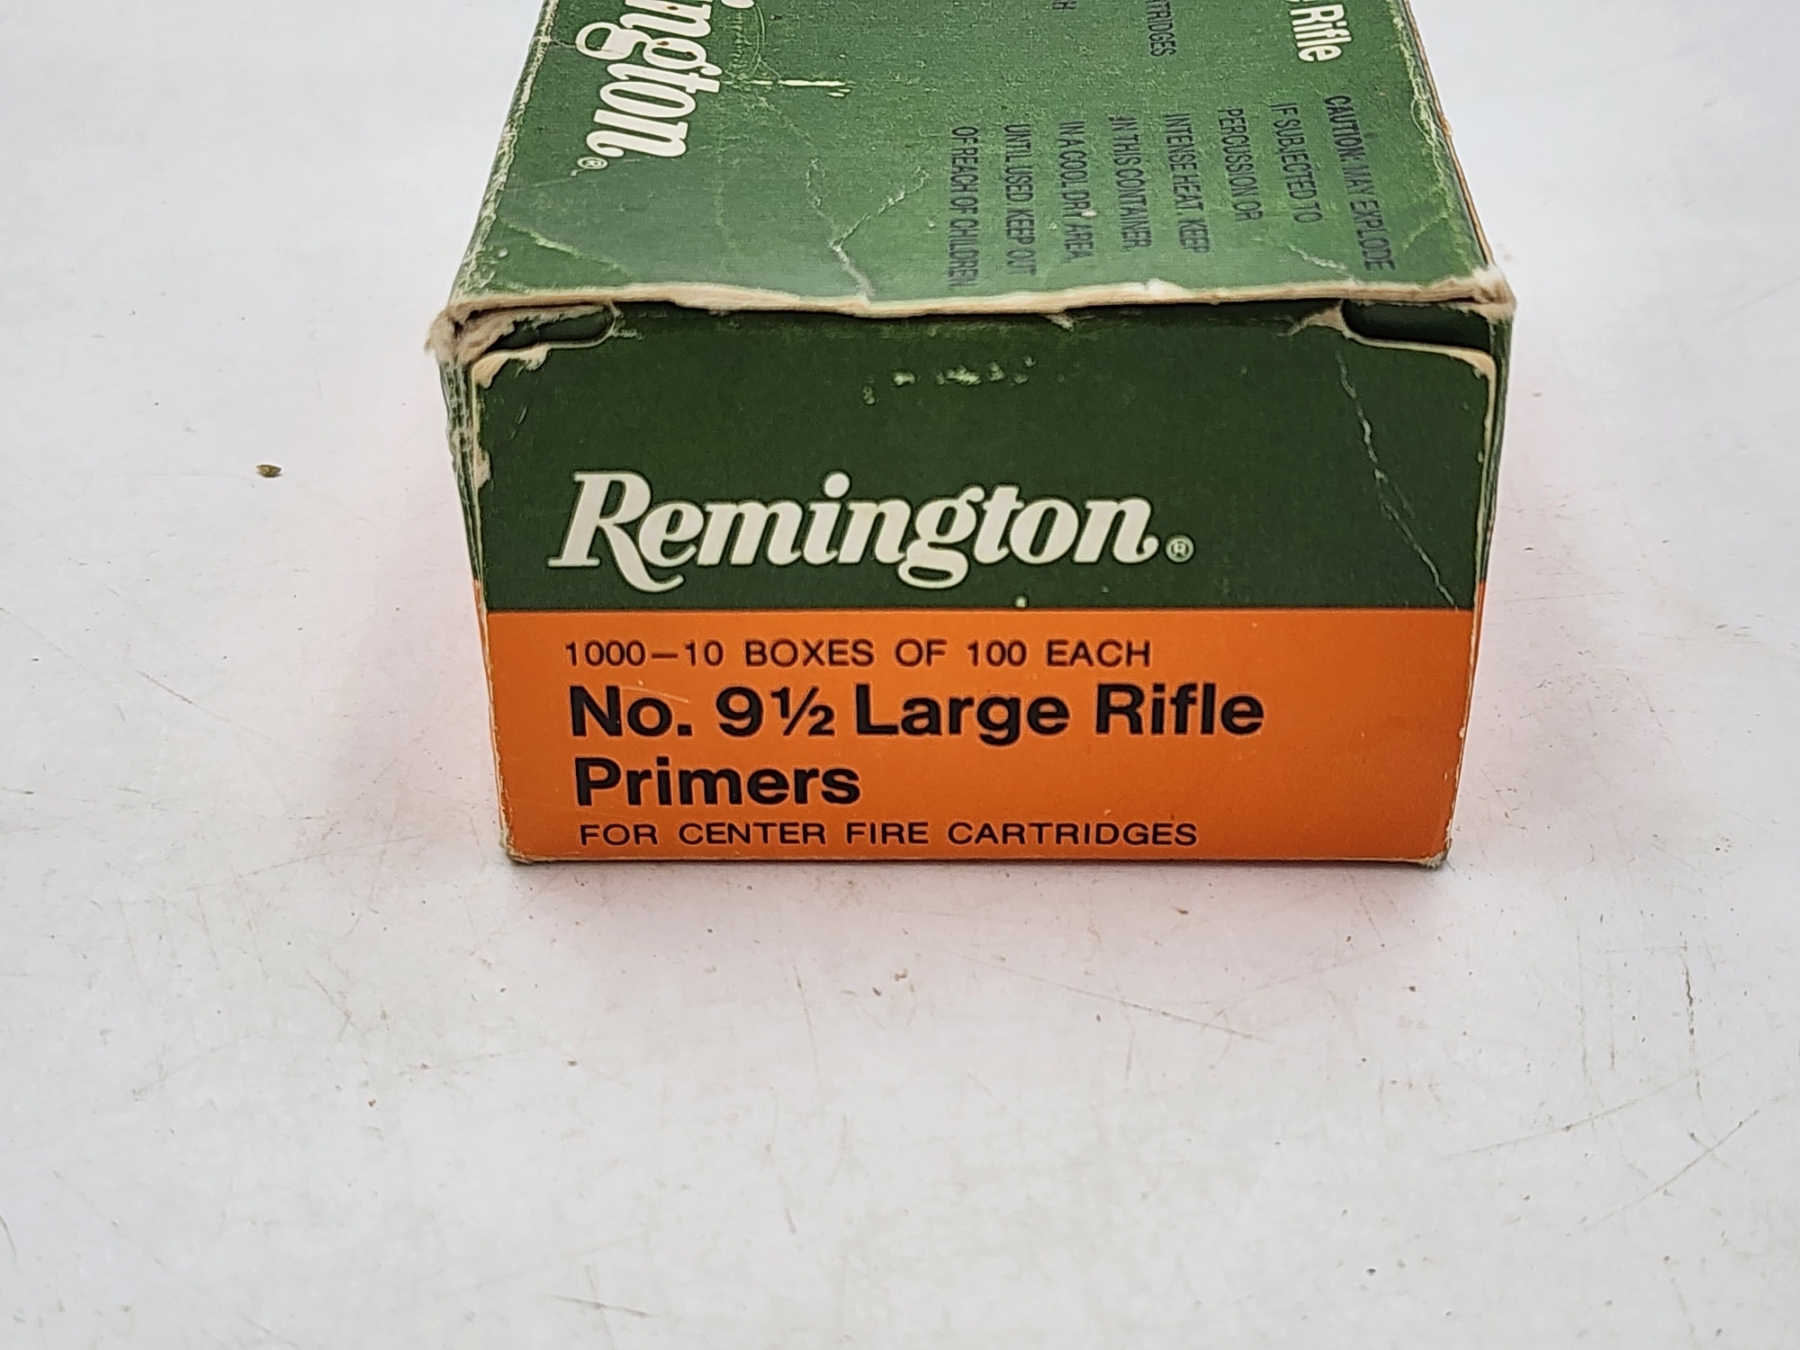 Rifle
CAUTION: MAY EXPLODE
IF SUBJECTED TO
PERCUSSION OR
INTENSE HEAT. KEEP
IN THIS CONTAINER
IN A COOL DRY AREA
UNTIL USED. KEEP OUT
OF REACH OF CHILDREN.
Remington®
1000—10 BOXES OF 100 EACH
No. 9½ Large Rifle
Primers
FOR CENTER FIRE CARTRIDGES